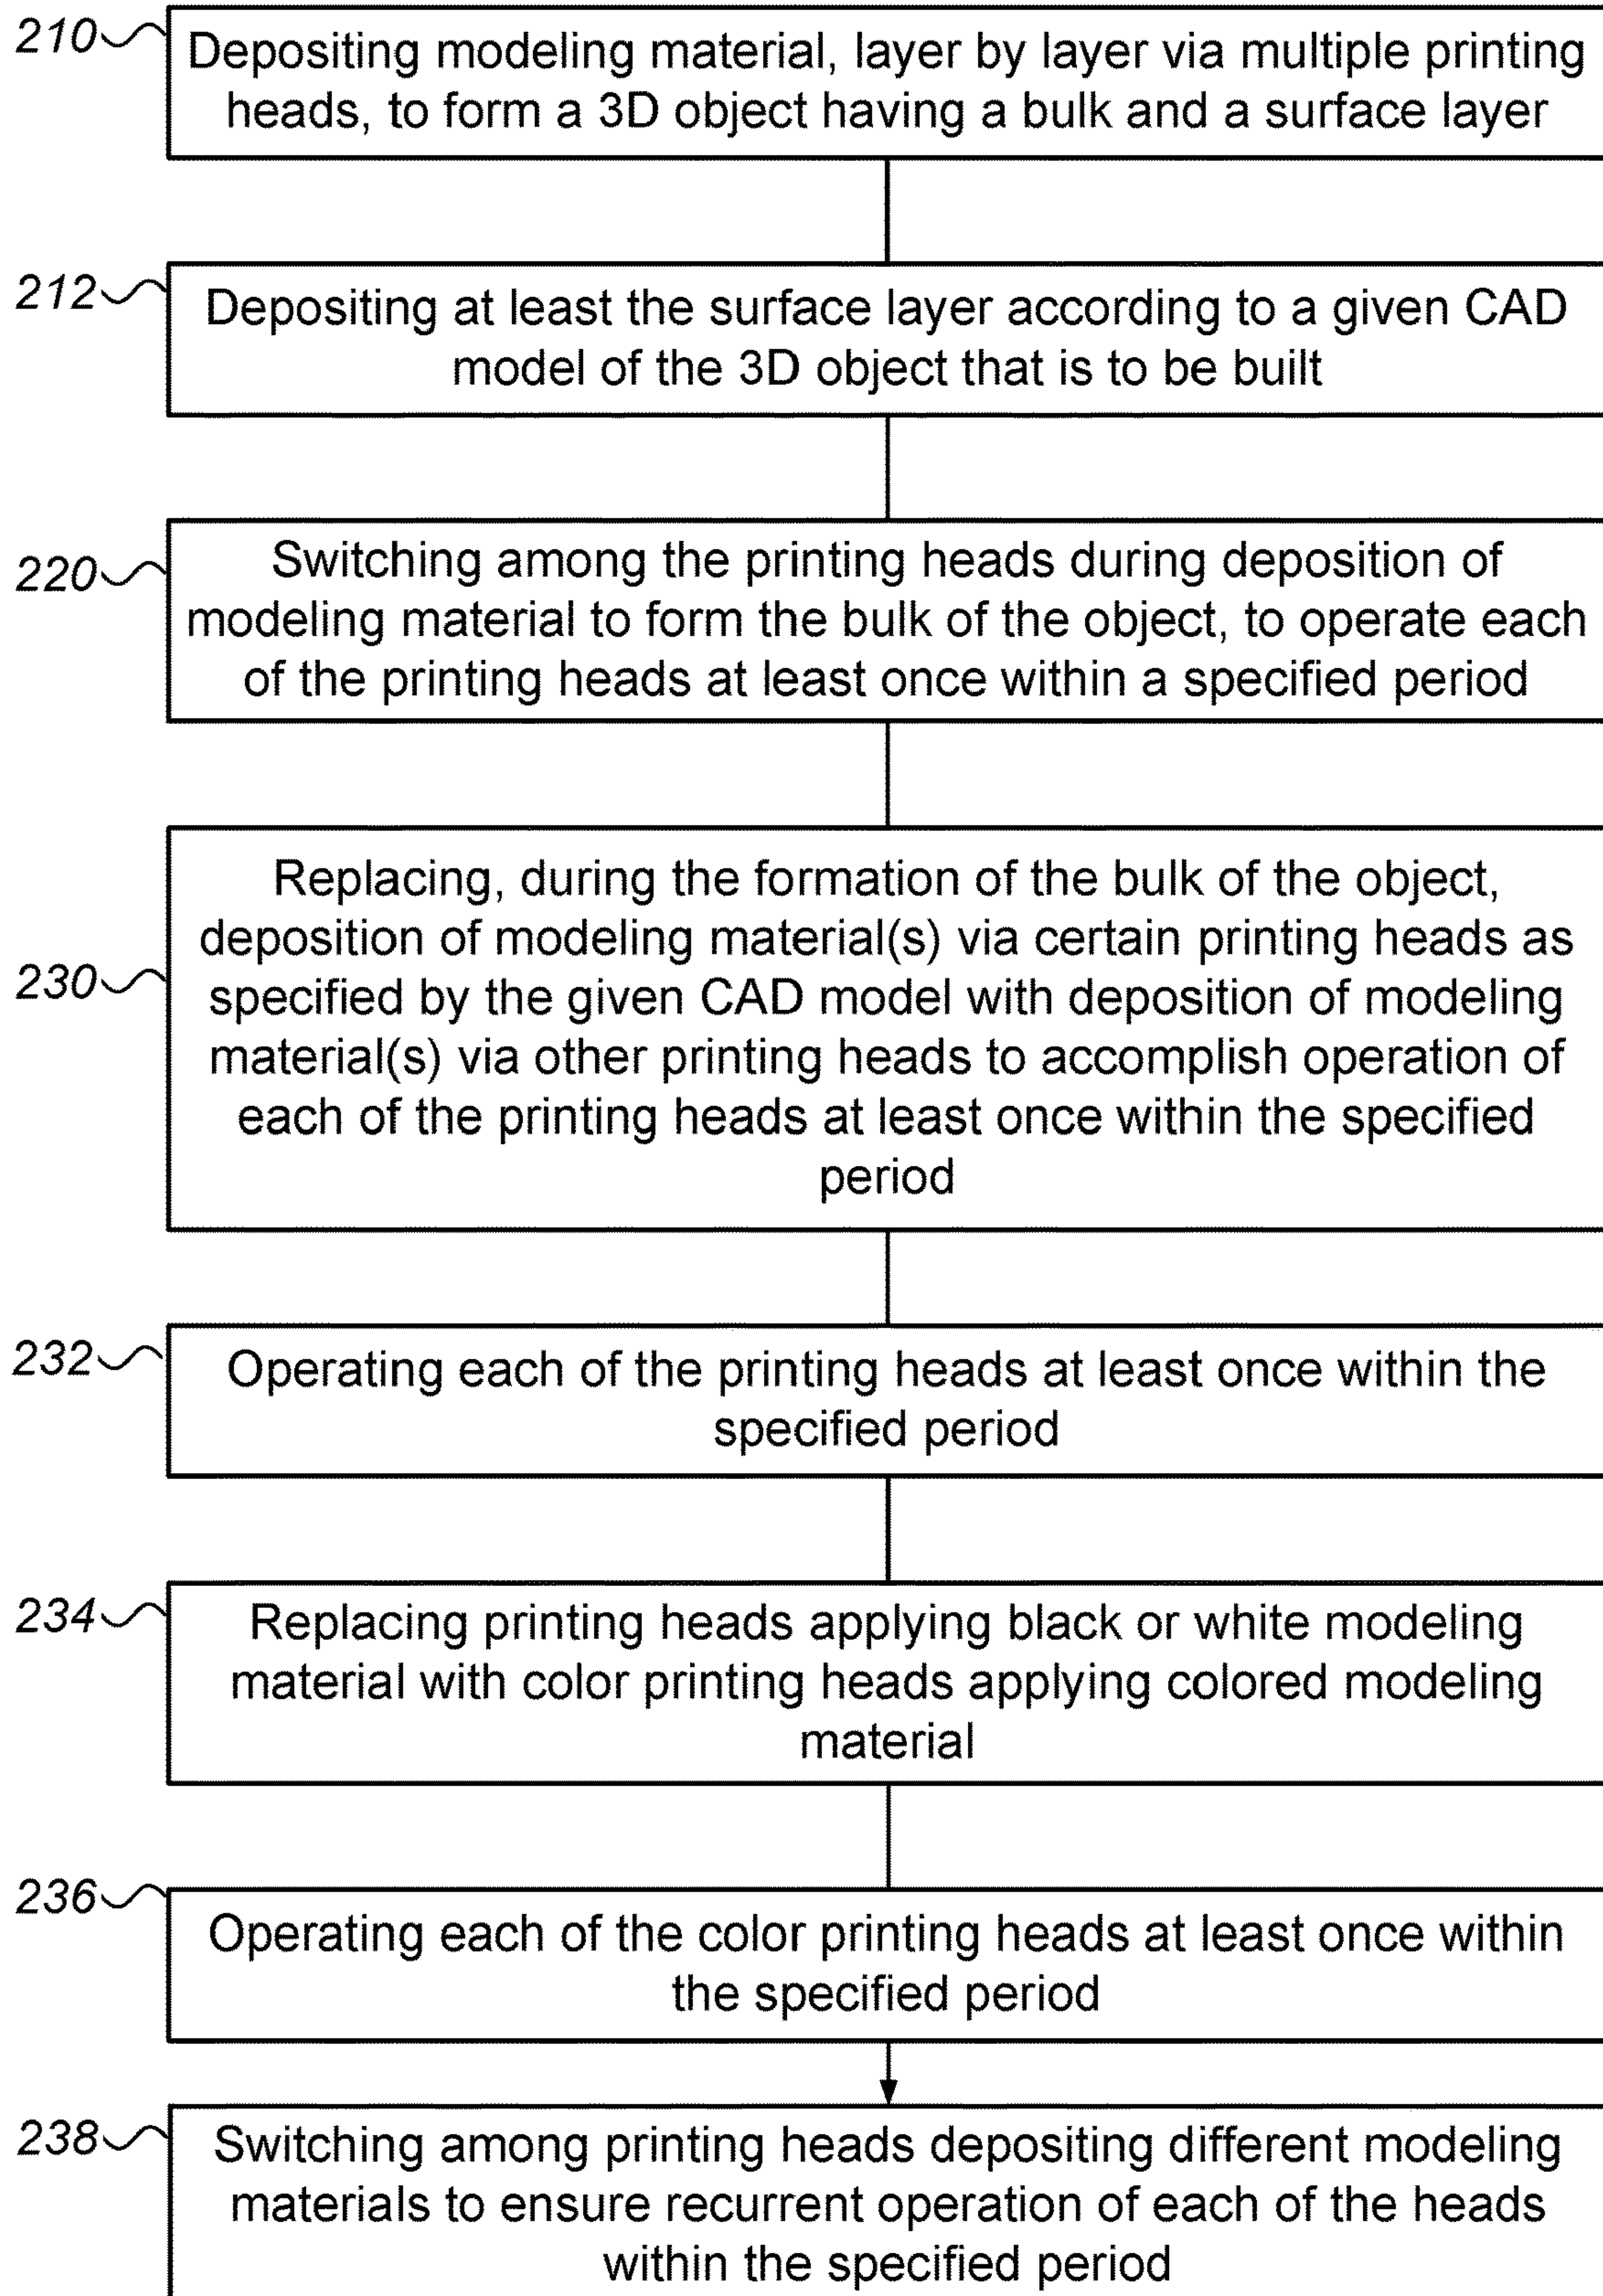 210
Depositing modeling material, layer by layer via multiple printing
heads, to form a 3D object having a bulk and a surface layer
212
Depositing at least the surface layer according to a given CAD
model of the 3D object that is to be built
220
Switching among the printing heads during deposition of
modeling material to form the bulk of the object, to operate each
of the printing heads at least once within a specified period
230
Replacing, during the formation of the bulk of the object,
deposition of modeling material(s) via certain printing heads as
specified by the given CAD model with deposition of modeling
material(s) via other printing heads to accomplish operation of
each of the printing heads at least once within the specified
period
232
Operating each of the printing heads at least once within the
specified period
234
Replacing printing heads applying black or white modeling
material with color printing heads applying colored modeling
material
236
Operating each of the color printing heads at least once within
the specified period
238
Switching among printing heads depositing different modeling
materials to ensure recurrent operation of each of the heads
within the specified period